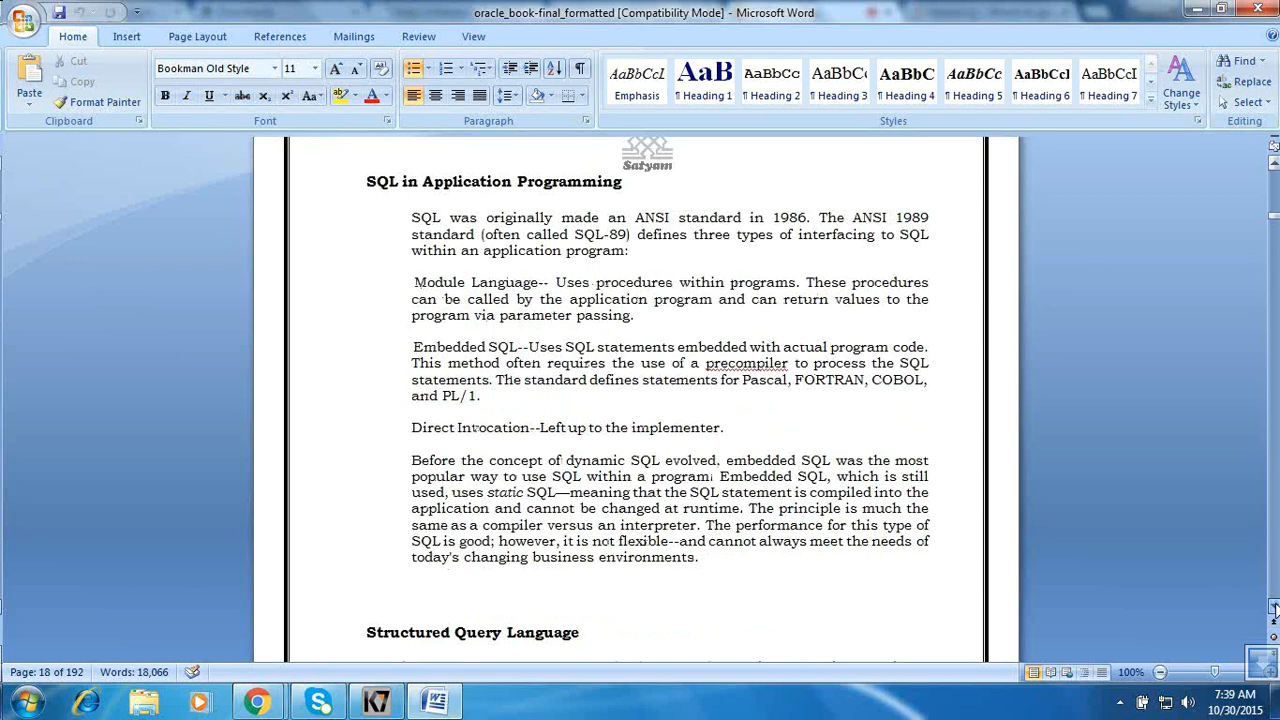 oracle_book-final_formatted [Compatibility Mode] - Microsoft Word
Home Insert Page Layout References Mailings Review View
Cut
Copy
Format Painter
Paste
Clipboard
Bookman Old Style 11
Font
Paragraph
AaBbCcI AaB AaBbCc AaBbCcI AaBbC AaBbCc AaBbCc AaBbCcI
Emphasis ¶ Heading 1 ¶ Heading 2 ¶ Heading 3 ¶ Heading 4 ¶ Heading 5 ¶ Heading 6 ¶ Heading 7
Change Styles
Styles
Find
Replace
Select
Editing
Satyam
SQL in Application Programming
SQL was originally made an ANSI standard in 1986. The ANSI 1989
standard (often called SQL-89) defines three types of interfacing to SQL
within an application program:
Module Language-- Uses procedures within programs. These procedures
can be called by the application program and can return values to the
program via parameter passing.
Embedded SQL--Uses SQL statements embedded with actual program code.
This method often requires the use of a precompiler to process the SQL
statements. The standard defines statements for Pascal, FORTRAN, COBOL,
and PL/1.
Direct Invocation--Left up to the implementer.
Before the concept of dynamic SQL evolved, embedded SQL was the most
popular way to use SQL within a program. Embedded SQL, which is still
used, uses static SQL—meaning that the SQL statement is compiled into the
application and cannot be changed at runtime. The principle is much the
same as a compiler versus an interpreter. The performance for this type of
SQL is good; however, it is not flexible--and cannot always meet the needs of
today's changing business environments.
Structured Query Language
Page: 18 of 192 Words: 18,066 100%
K7
7:39 AM
10/30/2015